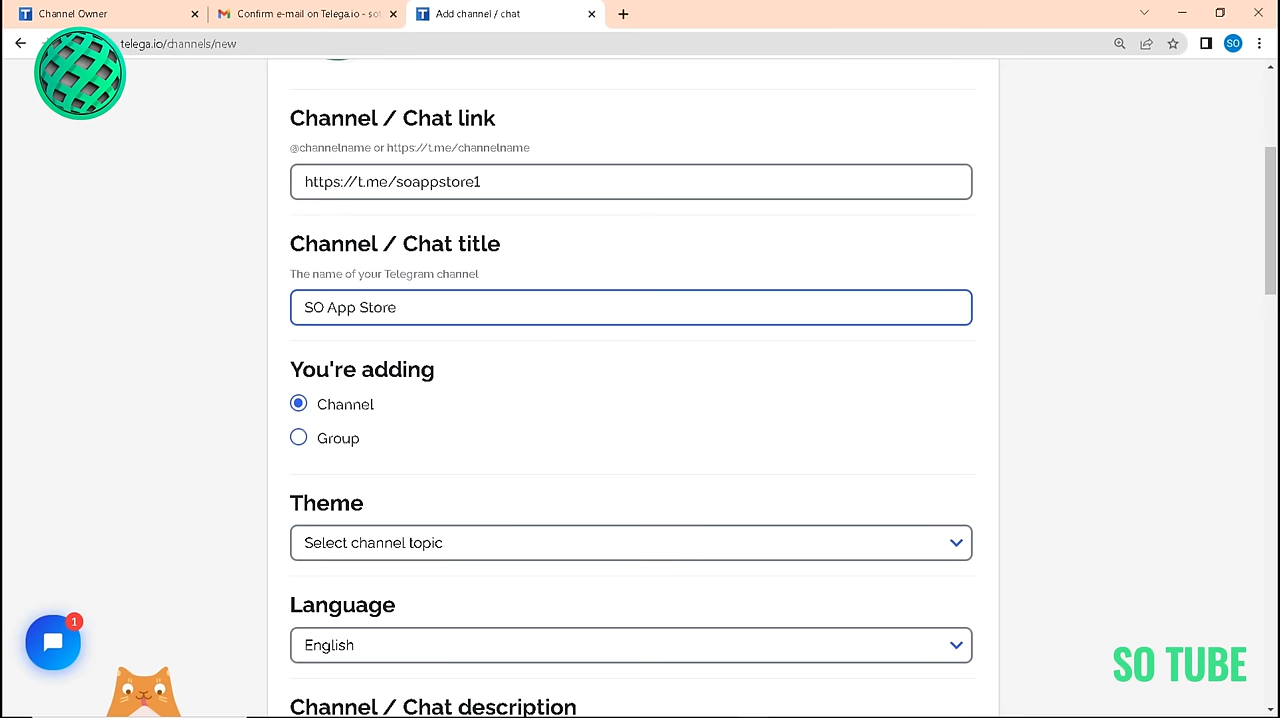 Channel Owner
Confirm e-mail on Telega.io - so
Add channel / chat
telega.io/channels/new
SO
Channel / Chat link
@channelname or https://t.me/channelname
https://t.me/soappstore1
Channel / Chat title
The name of your Telegram channel
SO App Store
You're adding
Channel
Group
Theme
Select channel topic
Language
English
1
SO TUBE
Channel / Chat description